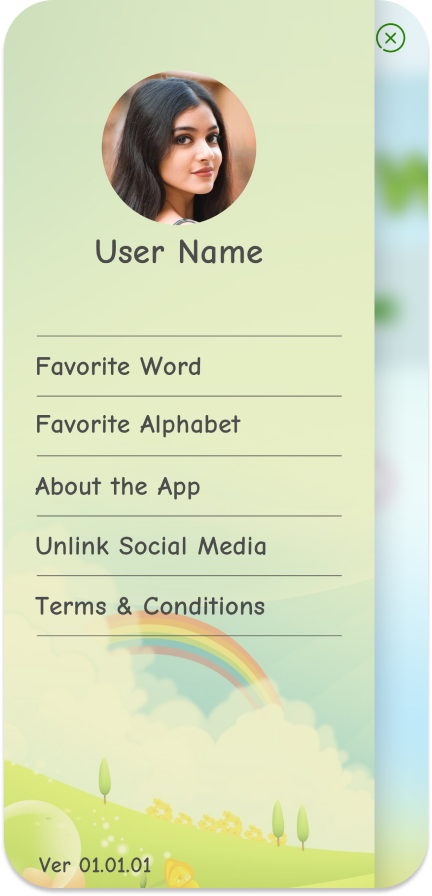 User Name
Favorite Word
Favorite Alphabet
About the App
Unlink Social Media
Terms & Conditions
Ver 01.01.01